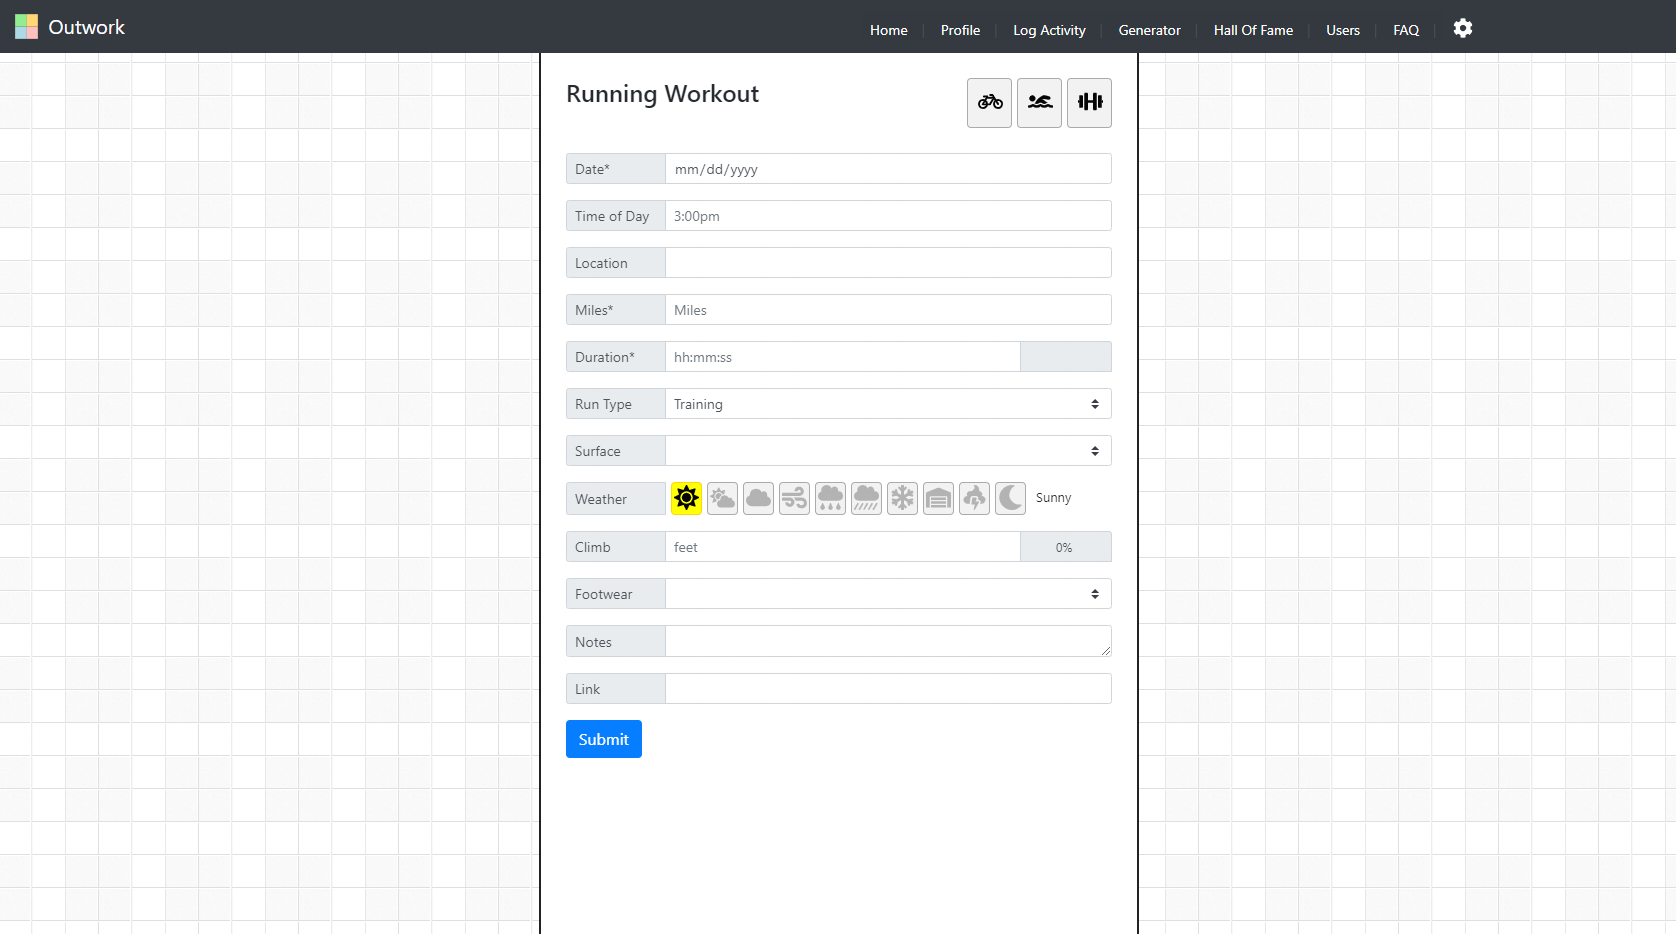 Outwork
Home
Profile
Log Activity
Generator
Hall Of Fame
Users
FAQ
Running Workout
Date*
mm/dd/yyyy
Time of Day
3:00pm
Location
Miles*
Miles
Duration*
hh:mm:ss
Run Type
Training
Surface
Weather
Sunny
Climb
feet
0%
Footwear
Notes
Link
Submit